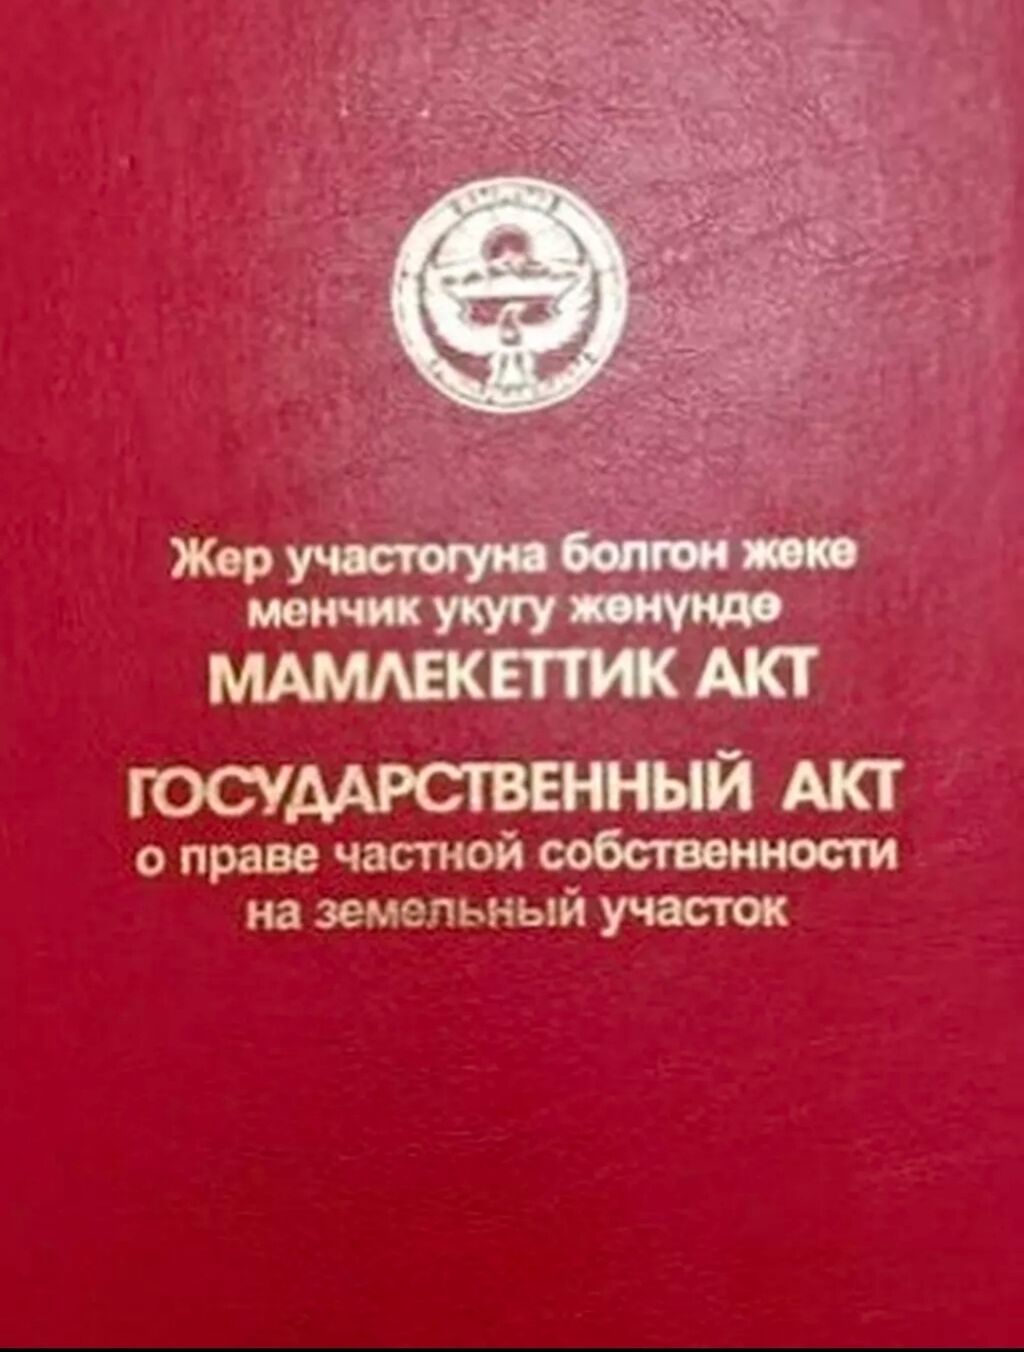 Жер участогуна болгон жеке
менчик укугу жөнүндө
МАМЛЕКЕТТИК АКТ
ГОСУДАРСТВЕННЫЙ АКТ
о праве частной собственности
на земельный участок